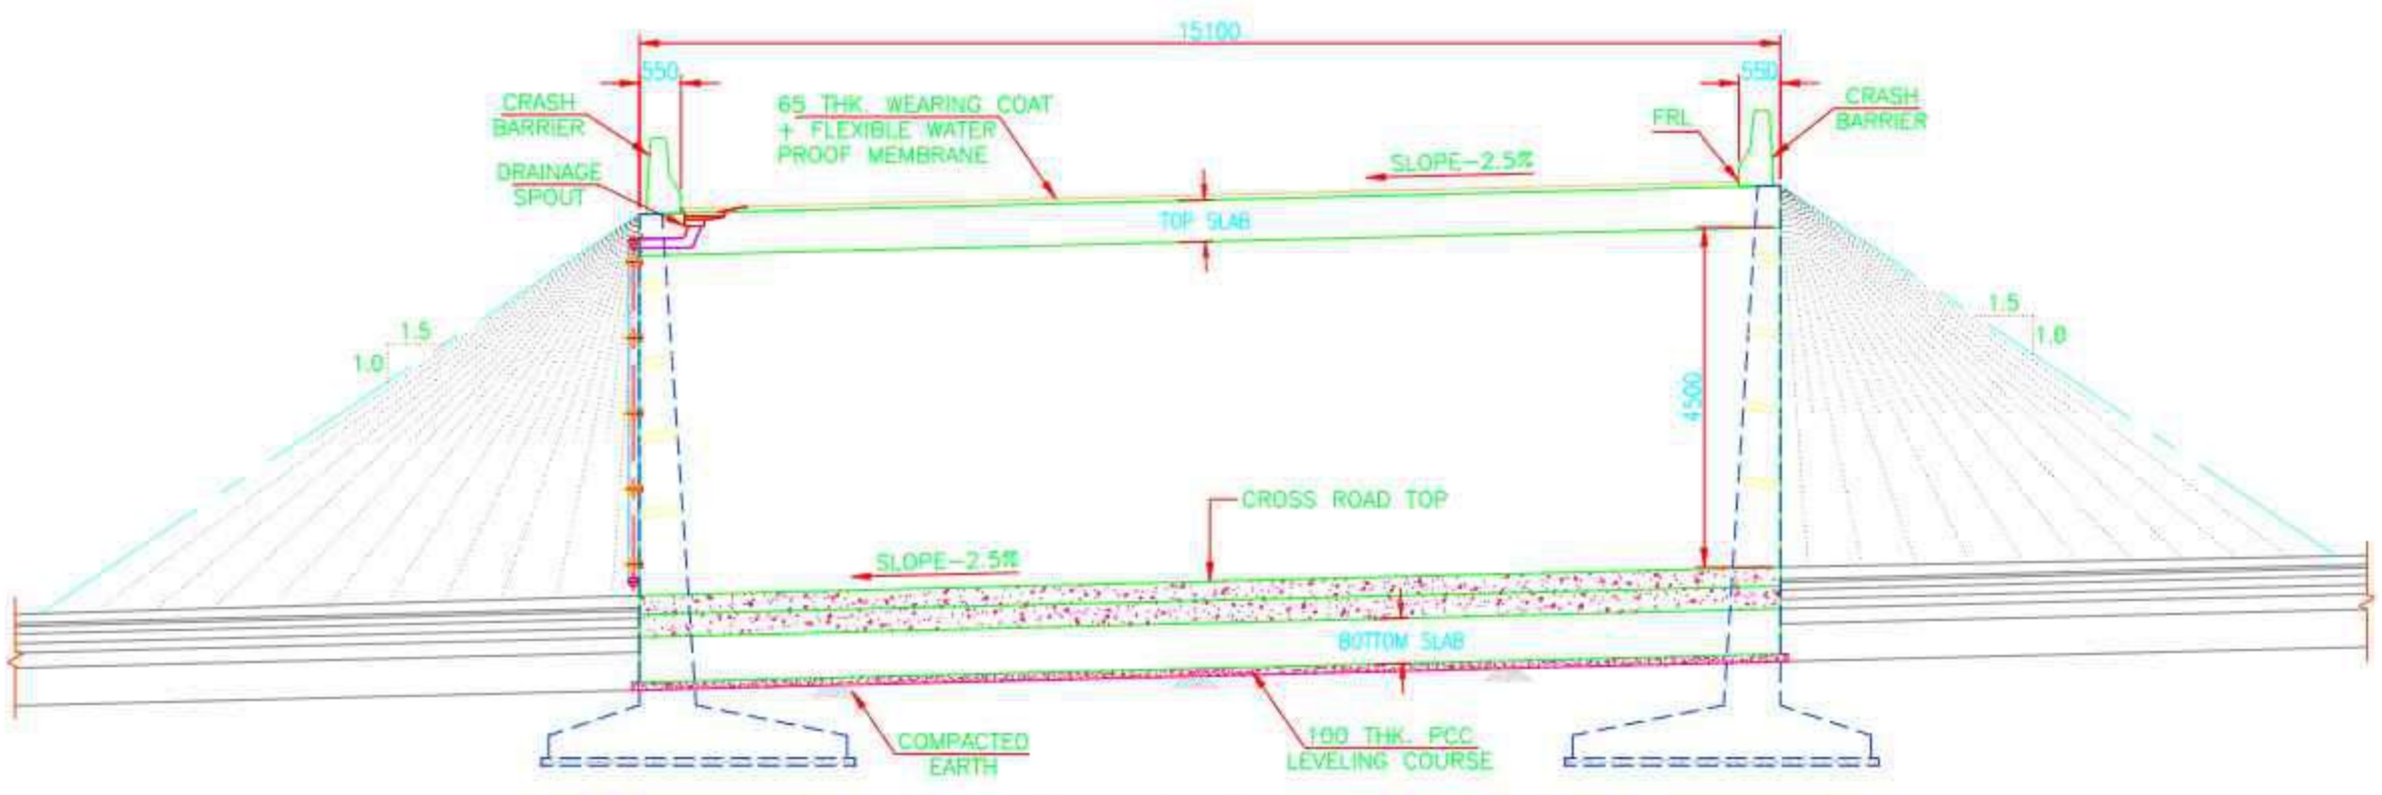 15100
550
550
CRASH
BARRIER
65 THK. WEARING COAT
+ FLEXIBLE WATER
PROOF MEMBRANE
FRL
CRASH
BARRIER
DRAINAGE
SPOUT
SLOPE-2.5%
TOP SLAB
1.5
1.0
1.5
1.0
4500
CROSS ROAD TOP
SLOPE-2.5%
BOTTOM SLAB
COMPACTED
EARTH
100 THK. PCC
LEVELING COURSE